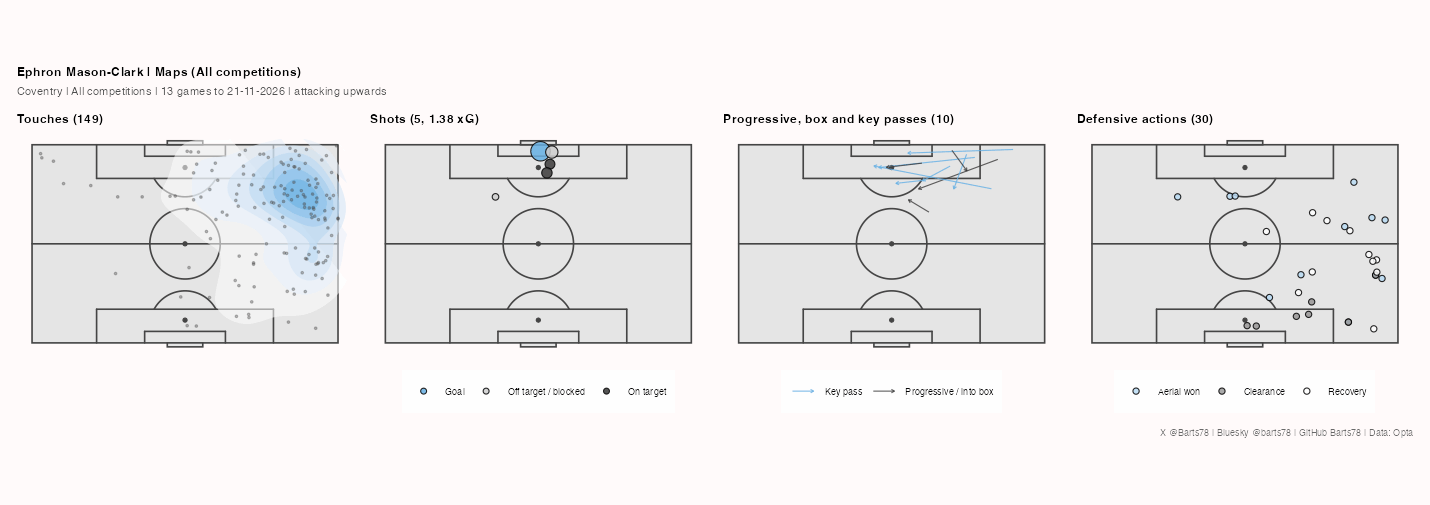 Ephron Mason-Clark | Maps (All competitions)
Coventry | All competitions | 13 games to 21-11-2026 | attacking upwards
Touches (149)
Shots (5, 1.38 xG)
Progressive, box and key passes (10)
Defensive actions (30)
Goal
Off target / blocked
On target
Key pass
Progressive / into box
Aerial won
Clearance
Recovery
X @Barts78 | Bluesky @barts78 | GitHub Barts78 | Data: Opta